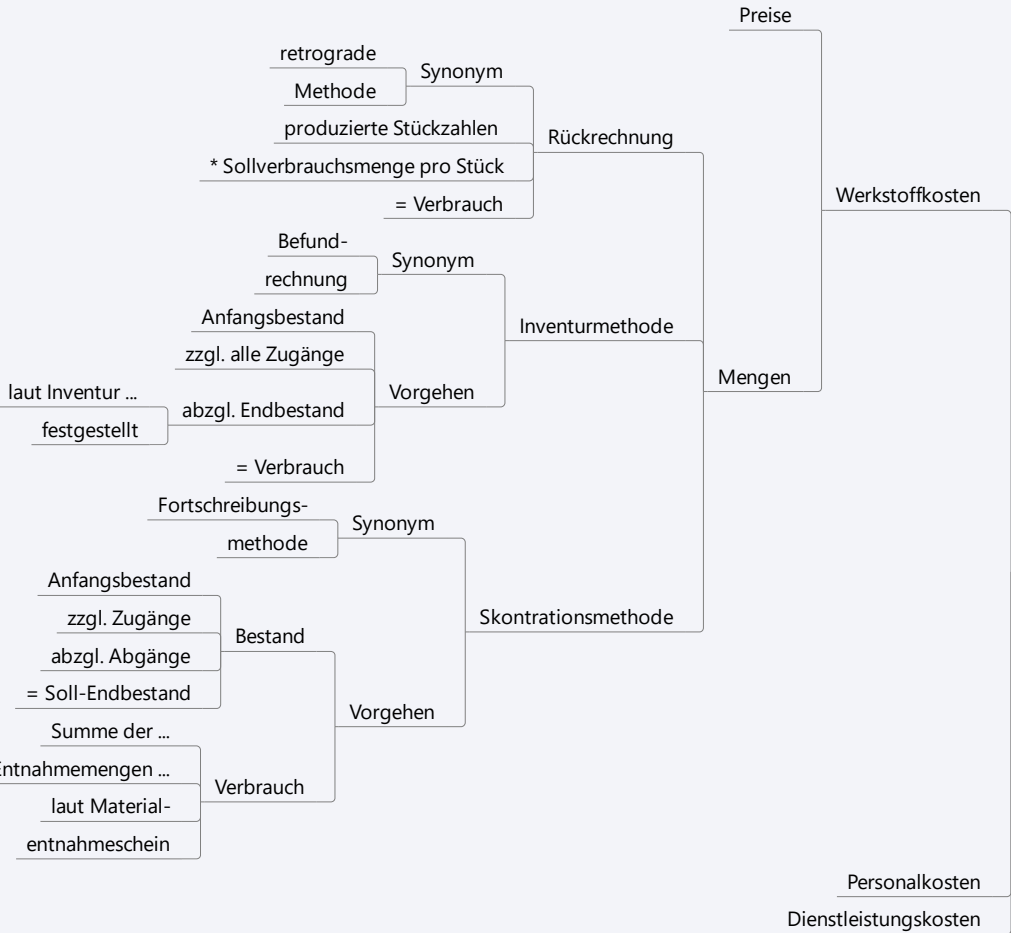 Preise
retrograde
Synonym
Methode
produzierte Stückzahlen
Rückrechnung
* Sollverbrauchsmenge pro Stück
Werkstoffkosten
= Verbrauch
Befund-
Synonym
rechnung
Anfangsbestand
Inventurmethode
zzgl. alle Zugänge
Mengen
laut Inventur ...
Vorgehen
abzgl. Endbestand
festgestellt
= Verbrauch
Fortschreibungs-
Synonym
methode
Anfangsbestand
zzgl. Zugänge
Skontrationsmethode
Bestand
abzgl. Abgänge
= Soll-Endbestand
Vorgehen
Summe der ...
Entnahmemengen ...
Verbrauch
laut Material-
entnahmeschein
Personalkosten
Dienstleistungskosten